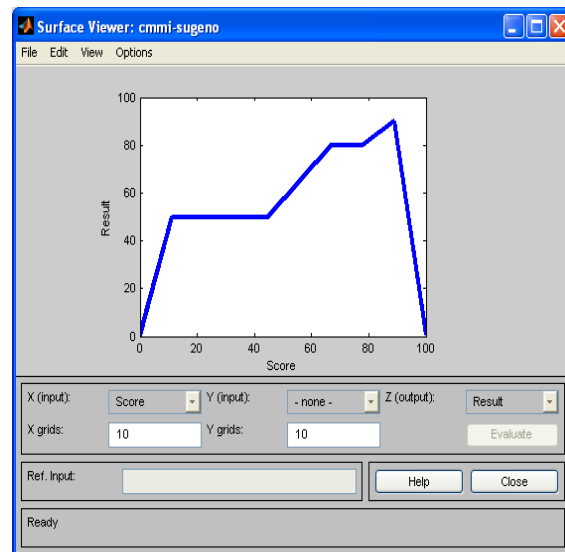 Surface Viewer: cmmi-sugeno
File Edit View Options
100
80
60
40
20
0
Result
0 20 40 60 80 100
Score
X (input): Score Y (input): - none - Z (output): Result
X grids: 10 Y grids: 10 Evaluate
Ref. Input: Help Close
Ready